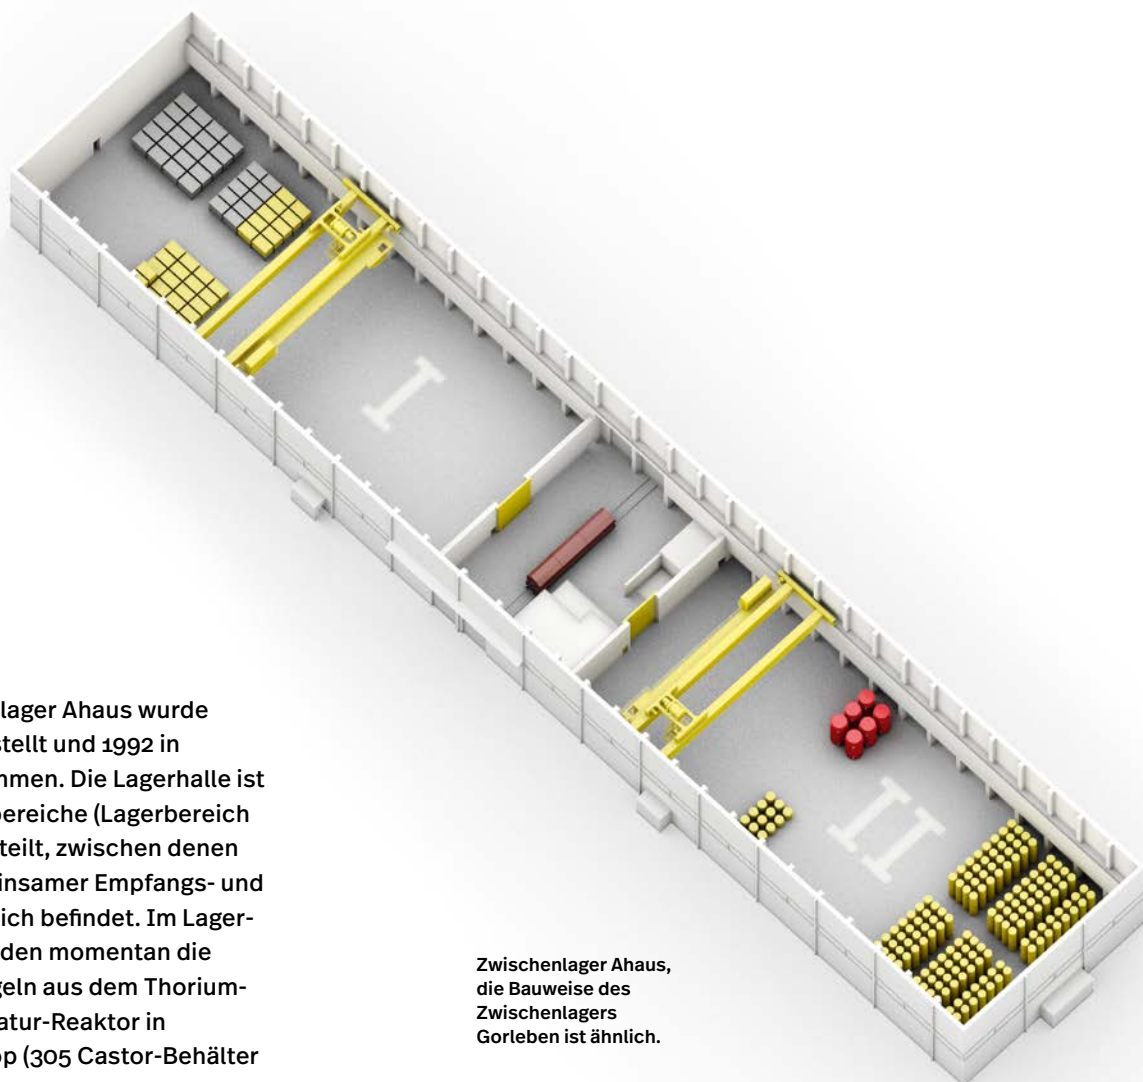 lager Ahaus wurde
stellt und 1992 in
mmen. Die Lagerhalle ist
bereiche (Lagerbereich
teilt, zwischen denen
insamer Empfangs- und
ich befindet. Im Lager-
den momentan die
geln aus dem Thorium-
atur-Reaktor in
op (305 Castor-Behälter
I
II
Zwischenlager Ahaus,
die Bauweise des
Zwischenlagers
Gorleben ist ähnlich.